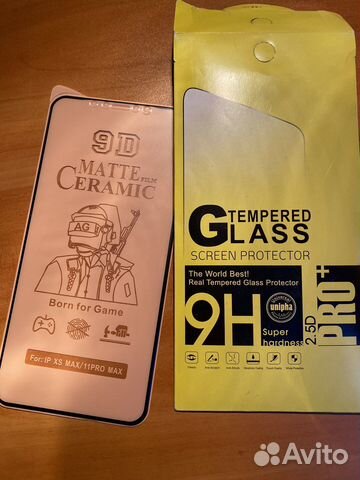 9D
MATTE FILM
CERAMIC
AG
Born for Game
For: IP XS MAX/11PRO MAX
TEMPERED
GLASS
SCREEN PROTECTOR
The World Best!
Real Tempered Glass Protector
9H
unipha
Super
hardness
2.5D
PRO+
Avito